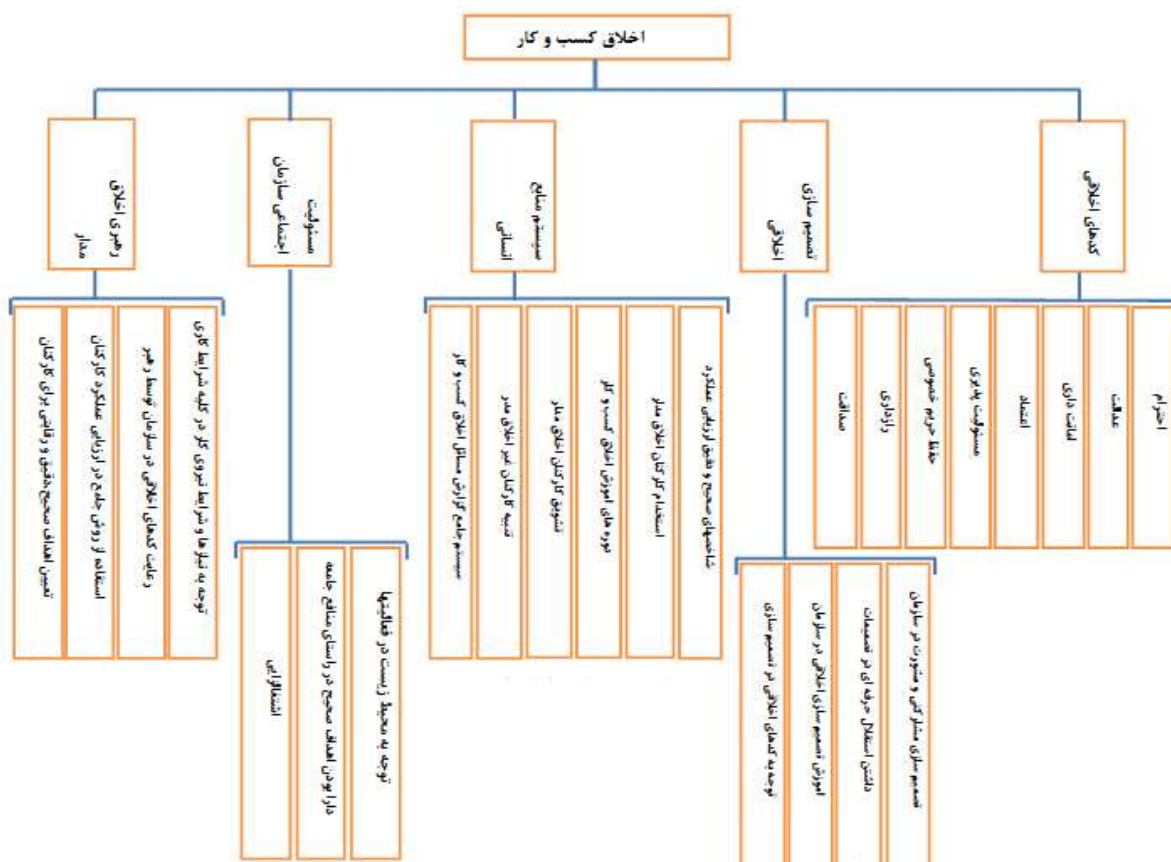 اخلاق کسب و کار
کدهای اخلاقی
احترام
عدالت
امانت داری
اعتماد
مسئولیت پذیری
حفظ حریم خصوصی
رازداری
صداقت
تصمیم سازی
اخلاقی
تصمیم سازی مشارکتی و مشورت در سازمان
داشتن استقلال حرفه ای در تصمیمات
اموزش تصمیم سازی اخلاقی در سازمان
توجه به کدهای اخلاقی در تصمیم سازی
سیستم منابع
انسانی
شاخصهای صحیح و دقیق ارزیابی عملکرد
استخدام کارکنان اخلاق مدار
دوره های اموزش اخلاق کسب و کار
تشویق کارکنان اخلاق مدار
تنبیه کارکنان غیر اخلاق مدر
سیستم جامع گزارش مسائل اخلاق کسب و کار
مسئولیت
اجتماعی سازمان
توجه به محیط زیست در فعالیتها
دارا بودن اهداف صحیح در راستای منافع جامعه
اشتغالزایی
رهبری اخلاق
مدار
توجه به نیاز ها و شرایط نیروی کار در کلیه شرایط کاری
رعایت کدهای اخلاقی در سازمان توسط رهبر
استفاده از روش جامع در ارزیابی عملکرد کارکنان
تعیین اهداف صحیح،دقیق و رقابتی برای کارکنان